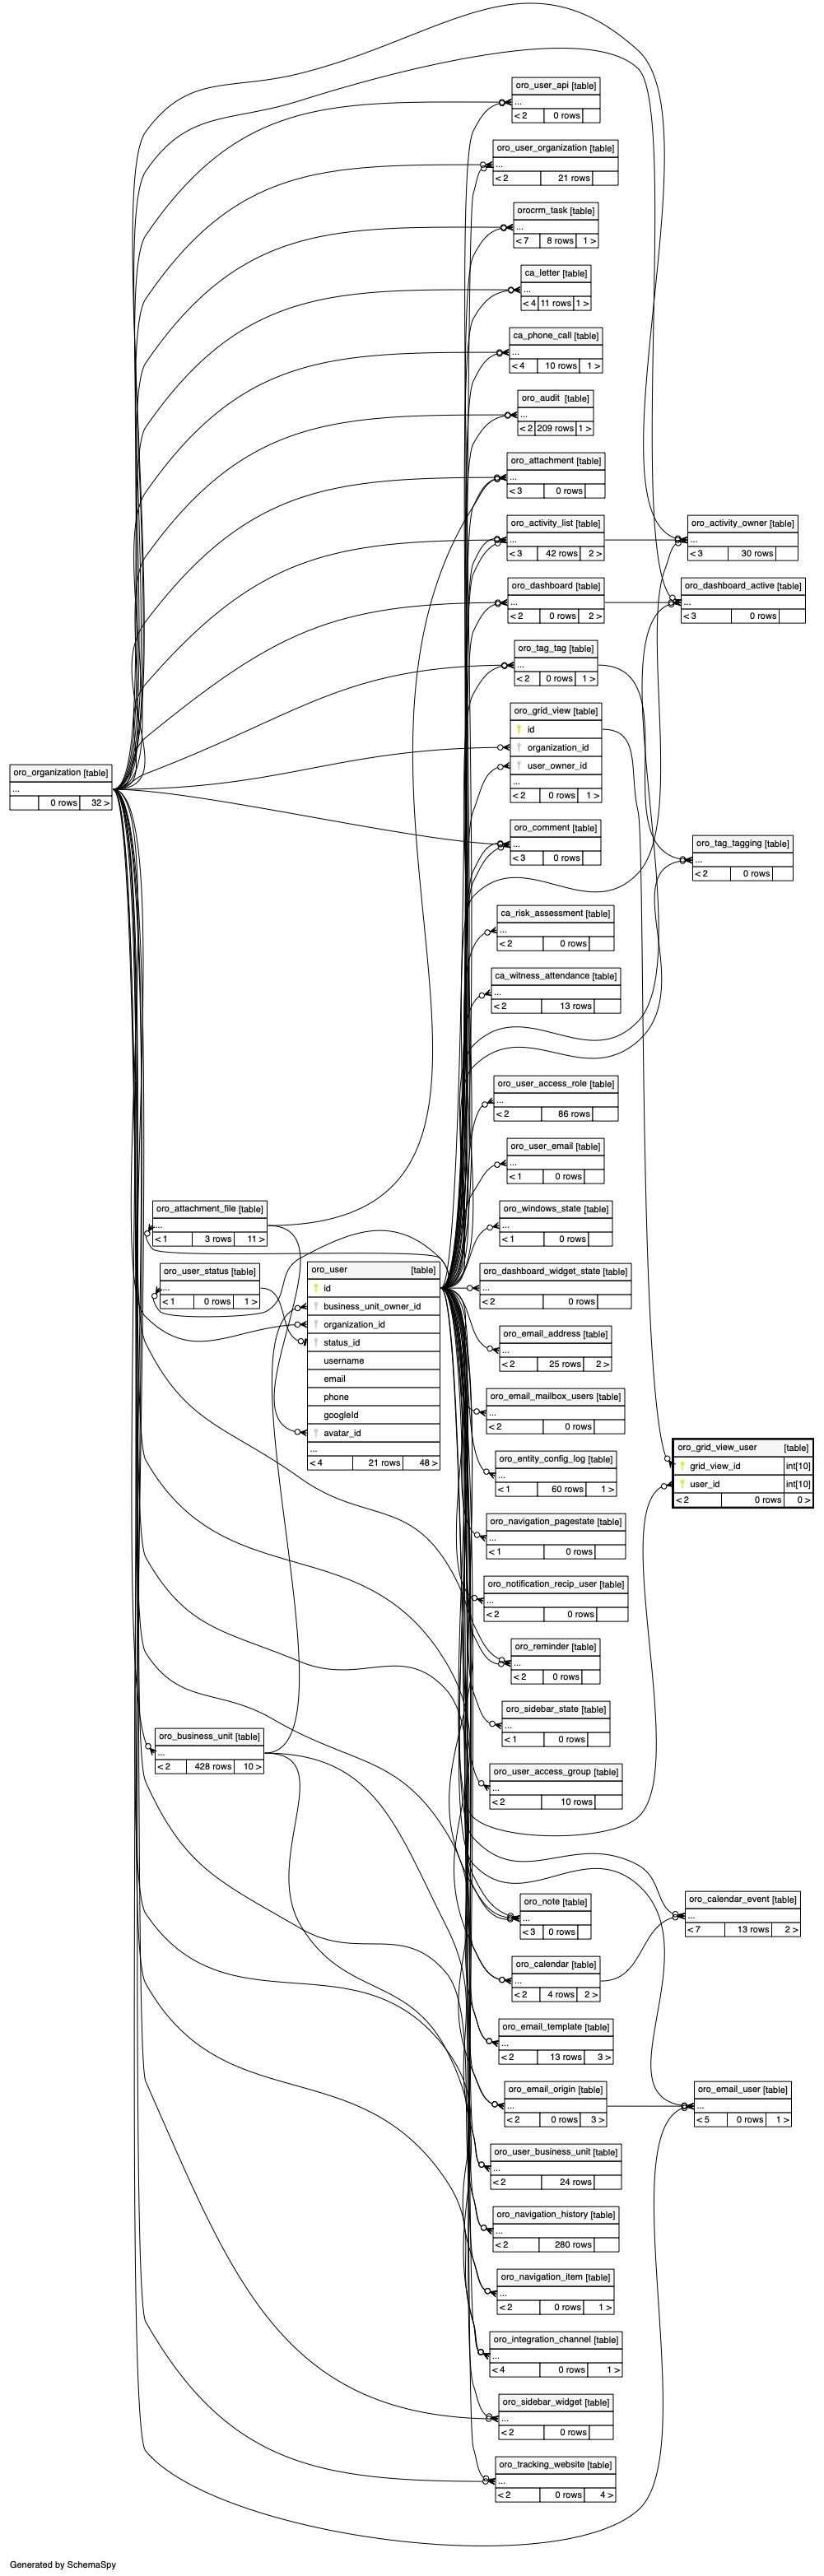 oro_user_api [table]
...
< 2 0 rows
oro_user_organization [table]
...
< 2 21 rows
orocrm_task [table]
...
< 7 8 rows 1 >
ca_letter [table]
...
< 4 11 rows 1 >
ca_phone_call [table]
...
< 4 10 rows 1 >
oro_audit [table]
...
< 2 209 rows 1 >
oro_attachment [table]
...
< 3 0 rows
oro_activity_list [table]
...
< 3 42 rows 2 >
oro_activity_owner [table]
...
< 3 30 rows
oro_dashboard [table]
...
< 2 0 rows 2 >
oro_dashboard_active [table]
...
< 3 0 rows
oro_tag_tag [table]
...
< 2 0 rows 1 >
oro_grid_view [table]
id
organization_id
user_owner_id
...
< 2 0 rows 1 >
oro_organization [table]
...
0 rows 32 >
oro_comment [table]
...
< 3 0 rows
oro_tag_tagging [table]
...
< 2 0 rows
ca_risk_assessment [table]
...
< 2 0 rows
ca_witness_attendance [table]
...
< 2 13 rows
oro_user_access_role [table]
...
< 2 86 rows
oro_user_email [table]
...
< 1 0 rows
oro_attachment_file [table]
...
< 1 3 rows 11 >
oro_windows_state [table]
...
< 1 0 rows
oro_user_status [table]
...
< 1 0 rows 1 >
oro_user [table]
id
business_unit_owner_id
organization_id
status_id
username
email
phone
googleId
avatar_id
...
< 4 21 rows 48 >
oro_dashboard_widget_state [table]
...
< 2 0 rows
oro_email_address [table]
...
< 2 25 rows 2 >
oro_email_mailbox_users [table]
...
< 2 0 rows
oro_entity_config_log [table]
...
< 1 60 rows 1 >
oro_grid_view_user [table]
grid_view_id int[10]
user_id int[10]
< 2 0 rows 0 >
oro_navigation_pagestate [table]
...
< 1 0 rows
oro_notification_recip_user [table]
...
< 2 0 rows
oro_reminder [table]
...
< 2 0 rows
oro_sidebar_state [table]
...
< 1 0 rows
oro_business_unit [table]
...
< 2 428 rows 10 >
oro_user_access_group [table]
...
< 2 10 rows
oro_note [table]
...
< 3 0 rows
oro_calendar_event [table]
...
< 7 13 rows 2 >
oro_calendar [table]
...
< 2 4 rows 2 >
oro_email_template [table]
...
< 2 13 rows 3 >
oro_email_origin [table]
...
< 2 0 rows 3 >
oro_email_user [table]
...
< 5 0 rows 1 >
oro_user_business_unit [table]
...
< 2 24 rows
oro_navigation_history [table]
...
< 2 280 rows
oro_navigation_item [table]
...
< 2 0 rows 1 >
oro_integration_channel [table]
...
< 4 0 rows 1 >
oro_sidebar_widget [table]
...
< 2 0 rows
oro_tracking_website [table]
...
< 2 0 rows 4 >
Generated by SchemaSpy